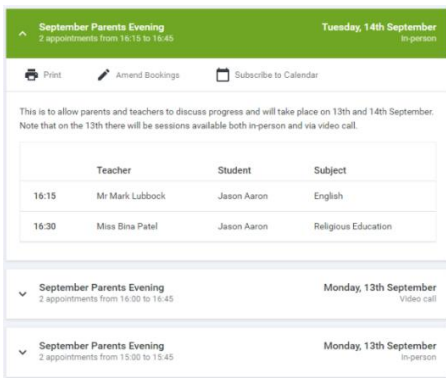 September Parents Evening Tuesday, 14th September
2 appointments from 16:15 to 16:45 In-person
Print Amend Bookings Subscribe to Calendar
This is to allow parents and teachers to discuss progress and will take place on 13th and 14th September.
Note that on the 13th there will be sessions available both in-person and via video call.
Teacher Student Subject
16:15 Mr Mark Lubbock Jason Aaron English
16:30 Miss Bina Patel Jason Aaron Religious Education
September Parents Evening Monday, 13th September
2 appointments from 16:00 to 16:45 Video call
September Parents Evening Monday, 13th September
2 appointments from 15:00 to 15:45 In-person